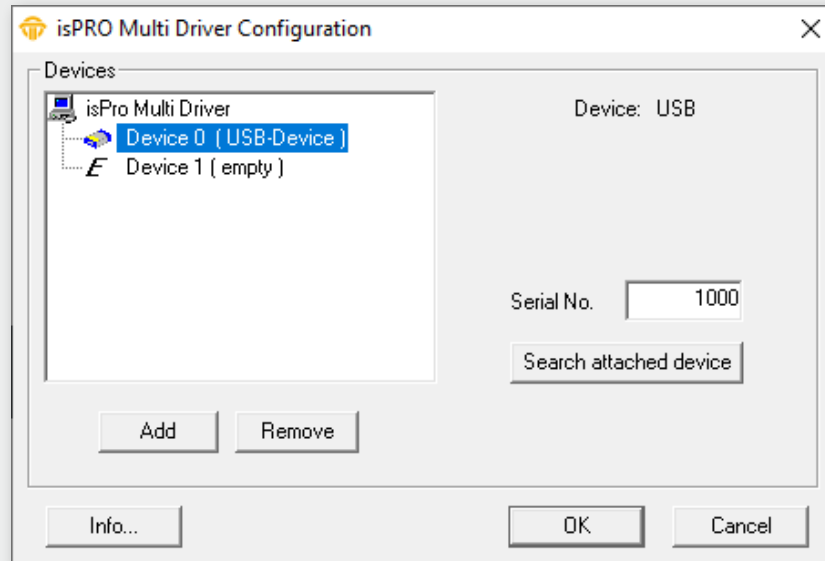 isPRO Multi Driver Configuration
Devices
isPro Multi Driver
Device 0 ( USB-Device )
E Device 1 ( empty )
Device: USB
Serial No. 1000
Search attached device
Add Remove
Info... OK Cancel